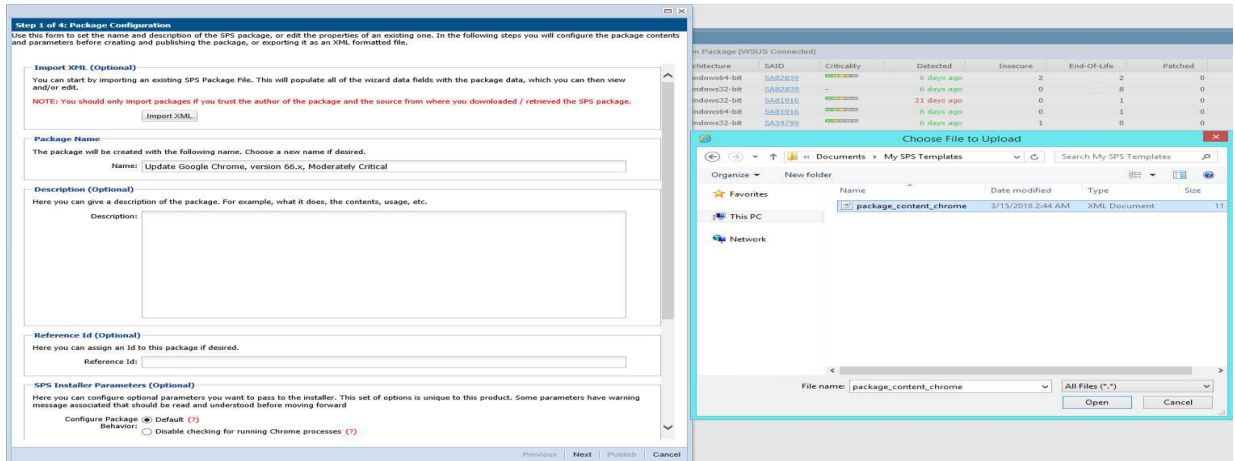 Step 1 of 4: Package Configuration
Use this form to set the name and description of the SPS package, or edit the properties of an existing one. In the following steps you will configure the package contents
and parameters before creating and publishing the package, or exporting it as an XML formatted file.
Import XML (Optional)
You can start by importing an existing SPS Package File. This will populate all of the wizard data fields with the package data, which you can then view
and/or edit.
NOTE: You should only import packages if you trust the author of the package and the source from where you downloaded / retrieved the SPS package.
Import XML
Package Name
The package will be created with the following name. Choose a new name if desired.
Name: Update Google Chrome, version 66.x, Moderately Critical
Description (Optional)
Here you can give a description of the package. For example, what it does, the contents, usage, etc.
Description:
Reference Id (Optional)
Here you can assign an Id to this package if desired.
Reference Id:
SPS Installer Parameters (Optional)
Here you can configure optional parameters you want to pass to the installer. This set of options is unique to this product. Some parameters have warning
message associated that should be read and understood before moving forward
Configure Package Behavior: Default (?)
Disable checking for running Chrome processes (?)
Previous Next Publish Cancel
m Package [WSUS Connected]
chitecture SAID Criticality Detected Insecure End-Of-Life Patched
ndows64-bit SA82839 6 days ago 2 2 0
ndows32-bit SA82839 - 6 days ago 0 8 0
ndows32-bit SA81916 21 days ago 0 1 0
ndows64-bit SA81916 6 days ago 0 1 0
ndows32-bit SA34799 6 days ago 1 0 0
Choose File to Upload
« Documents My SPS Templates Search My SPS Templates
Organize New folder
Favorites
This PC
Network
Name Date modified Type Size
package_content_chrome 3/15/2018 2:44 AM XML Document 11
File name: package_content_chrome All Files (*.*)
Open Cancel